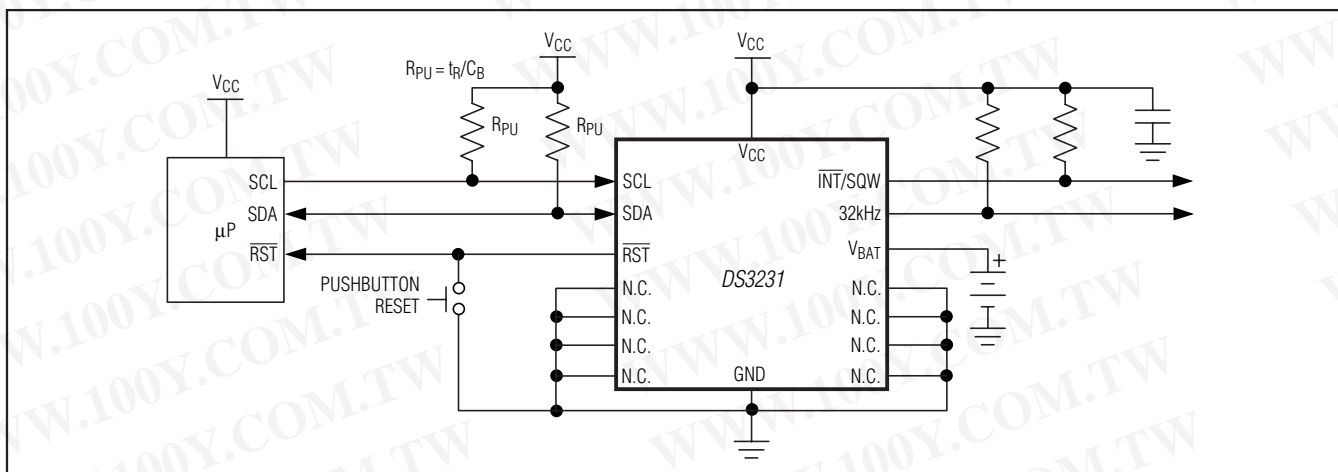 V_CC
R_PU = t_R/C_B
V_CC
V_CC
R_PU
R_PU
V_CC
SCL
SCL
INT/SQW
SDA
SDA
32kHz
µP
RST
RST
V_BAT
+
DS3231
PUSHBUTTON
RESET
N.C.
N.C.
N.C.
N.C.
N.C.
N.C.
N.C.
N.C.
GND
WWW.100Y.COM.TW